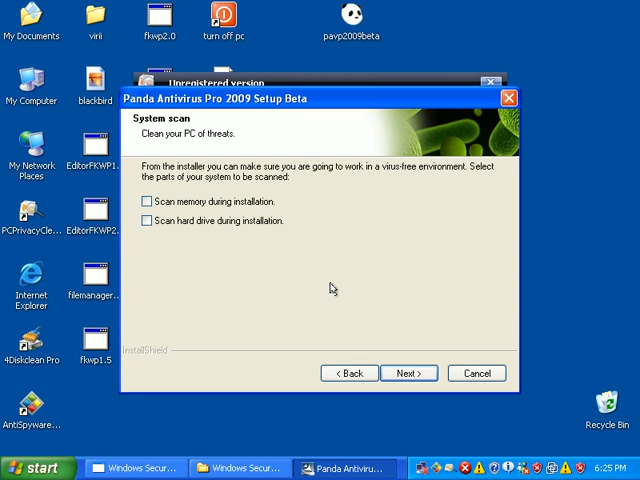 My Documents
virii
fkwp2.0
turn off pc
pavp2009beta
My Computer
blackbird
Unregistered version
Panda Antivirus Pro 2009 Setup Beta
System scan
Clean your PC of threats.
My Network
Places
EditorFKWP1...
From the installer you can make sure you are going to work in a virus-free environment. Select
the parts of your system to be scanned:
Scan memory during installation.
Scan hard drive during installation.
PCPrivacyCle...
EditorFKWP2...
Internet
Explorer
filemanager...
4Diskclean Pro
fkwp1.5
InstallShield
< Back
Next >
Cancel
AntiSpyware...
Recycle Bin
start
Windows Secur...
Windows Secur...
Panda Antiviru...
6:25 PM